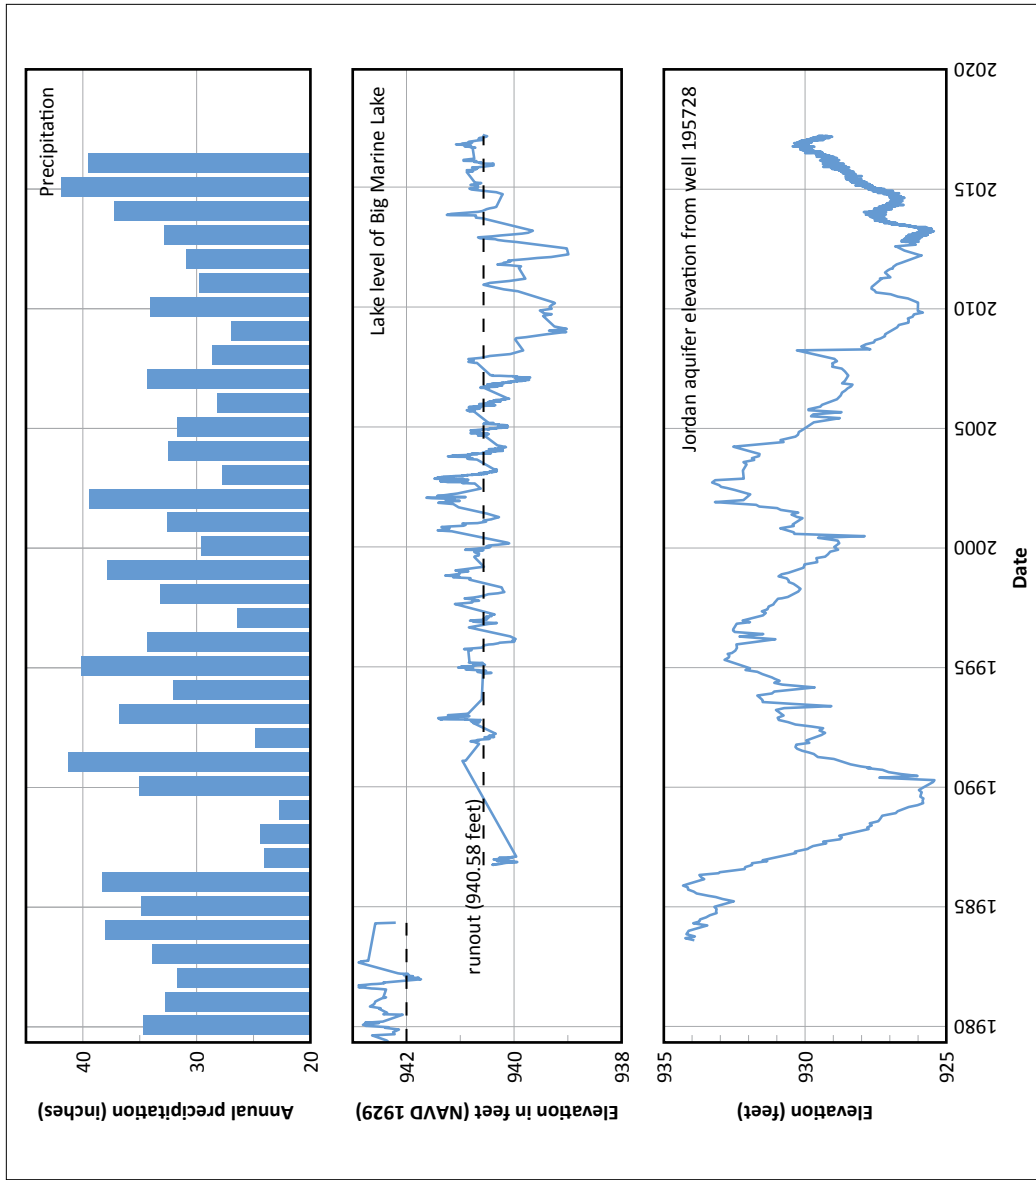 Annual precipitation (inches)
40
30
20
Precipitation
Elevation in feet (NAVD 1929)
942
940
938
Lake level of Big Marine Lake
runout (940.58 feet)
Elevation (feet)
935
930
925
Jordan aquifer elevation from well 195728
1980
1985
1990
1995
2000
2005
2010
2015
2020
Date